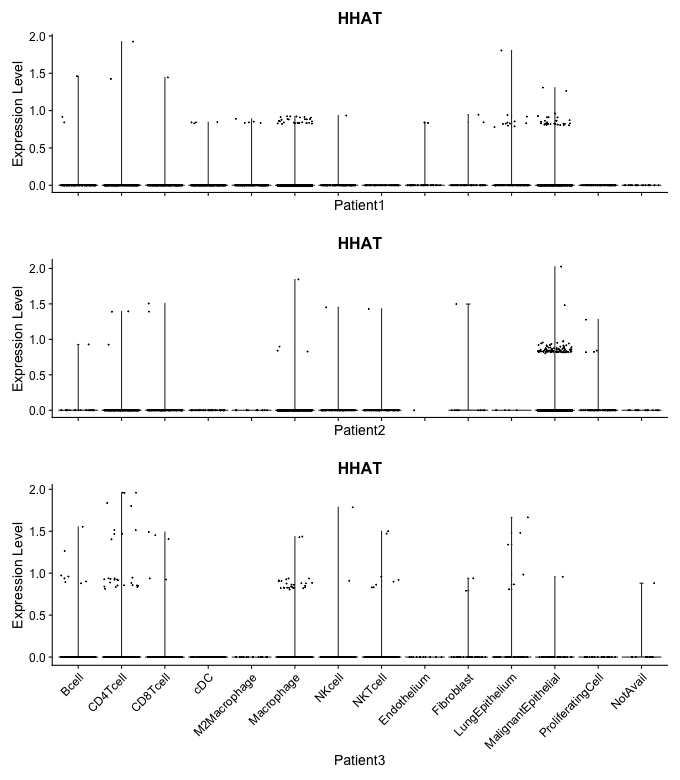 HHAT
Expression Level
2.0
1.5
1.0
0.5
0.0
Patient1
HHAT
Expression Level
2.0
1.5
1.0
0.5
0.0
Patient2
HHAT
Expression Level
2.0
1.5
1.0
0.5
0.0
Bcell
CD4Tcell
CD8Tcell
cDC
M2Macrophage
Macrophage
NKcell
NKTcell
Endothelium
Fibroblast
LungEpithelium
MalignantEpithelial
ProliferatingCell
NotAvail
Patient3